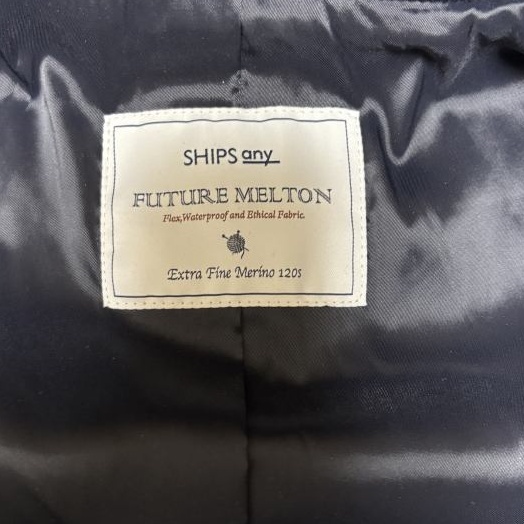 SHIPS any
FUTURE MELTON
Flex,Waterproof and Ethical Fabric.
Extra Fine Merino 120s